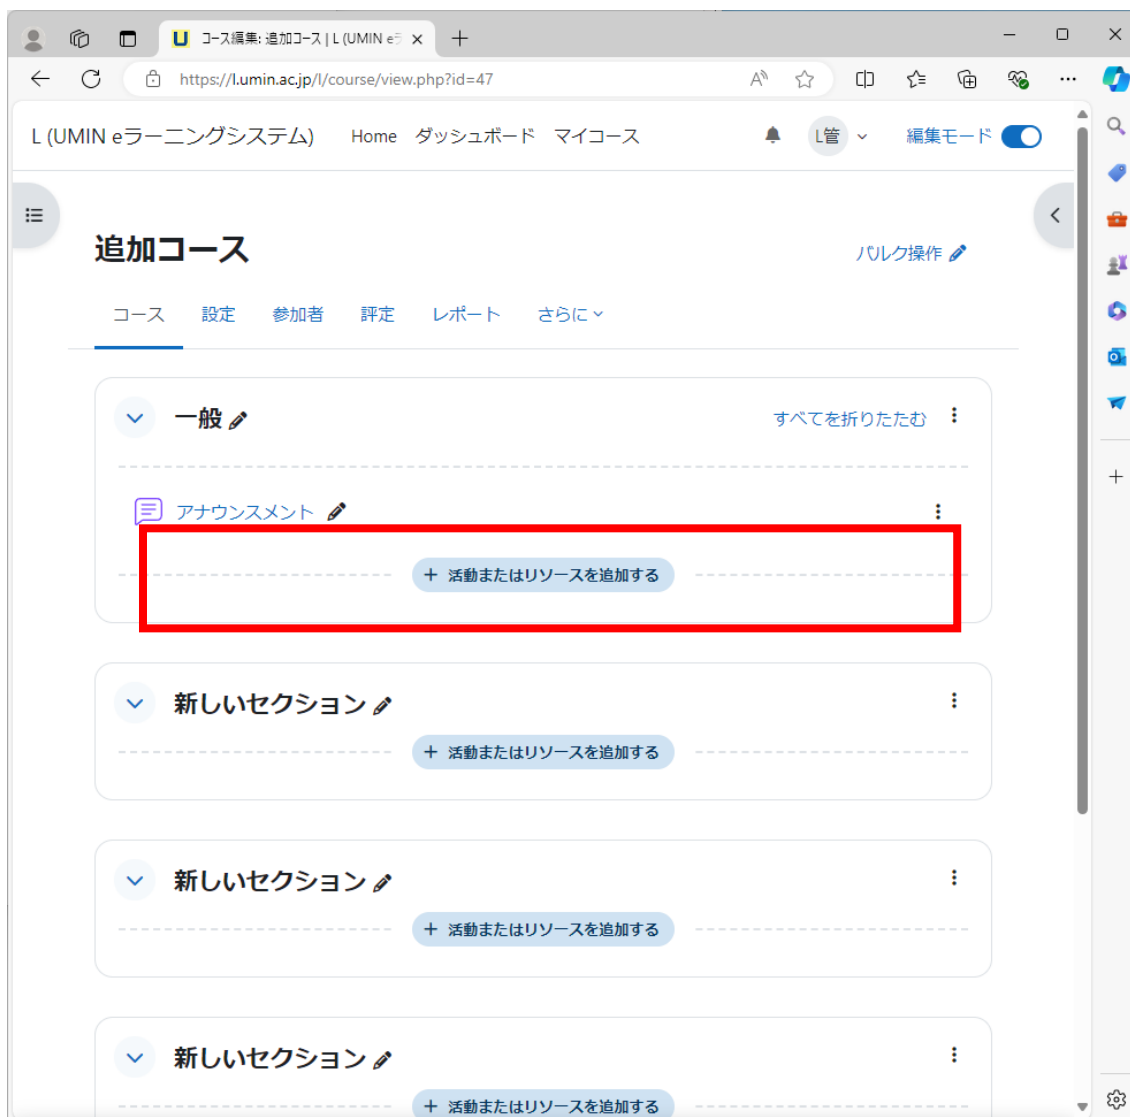 コース編集: 追加コース | L (UMIN eラ
https://l.umin.ac.jp/l/course/view.php?id=47
L (UMIN eラーニングシステム) Home ダッシュボード マイコース L管 編集モード
追加コース バルク操作
コース 設定 参加者 評定 レポート さらに
一般 すべてを折りたたむ
アナウンスメント
+ 活動またはリソースを追加する
新しいセクション
+ 活動またはリソースを追加する
新しいセクション
+ 活動またはリソースを追加する
新しいセクション
+ 活動またはリソースを追加する